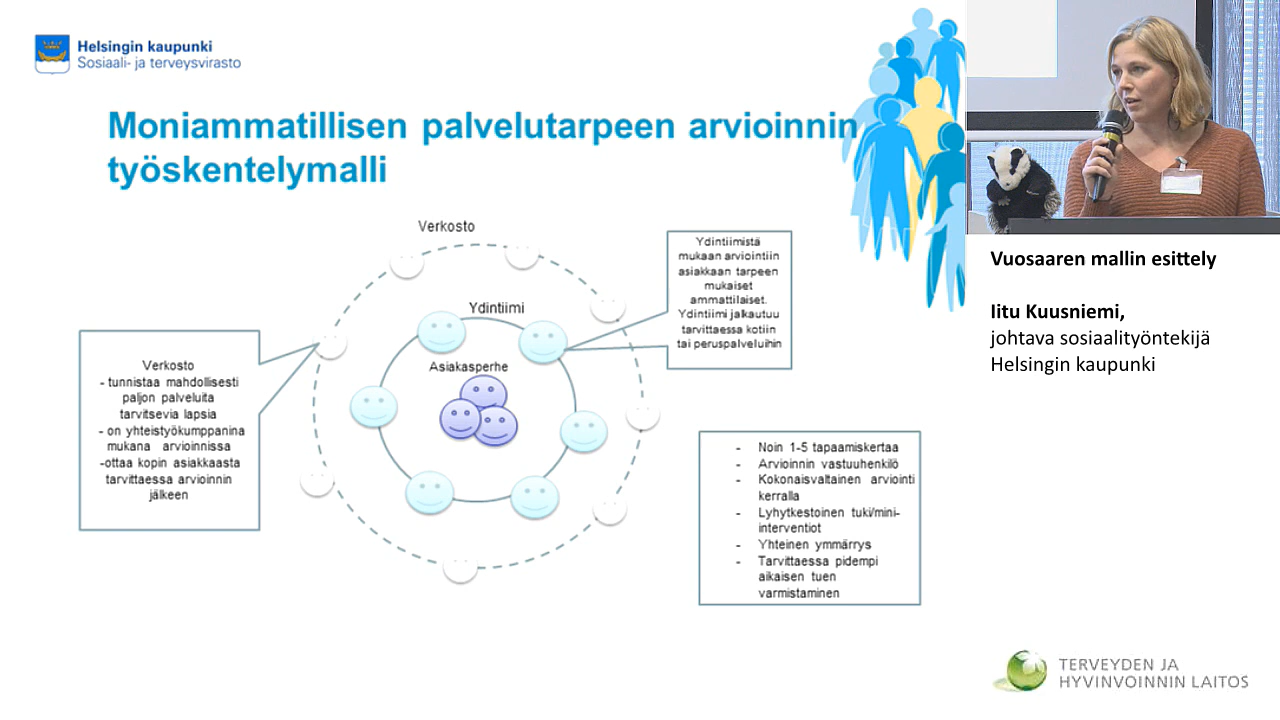 Helsingin kaupunki
Sosiaali- ja terveysvirasto
Moniammatillisen palvelutarpeen arvioinnin
työskentelymalli
Verkosto
Ydintiimi
Asiakasperhe
Verkosto
- tunnistaa mahdollisesti
paljon palveluita
tarvitsevia lapsia
- on yhteistyökumppanina
mukana arvioinnissa
-ottaa kopin asiakkaasta
tarvittaessa arvioinnin
jälkeen
Ydintiimistä
mukaan arviointiin
asiakkaan tarpeen
mukaiset
ammattilaiset.
Ydintiimi jalkautuu
tarvittaessa kotiin
tai peruspalveluihin
- Noin 1-5 tapaamiskertaa
- Arvioinnin vastuuhenkilö
- Kokonaisvaltainen arviointi
kerralla
- Lyhytkestoinen tuki/mini-
interventiot
- Yhteinen ymmärrys
- Tarvittaessa pidempi
aikaisen tuen
varmistaminen
Vuosaaren mallin esittely
Iitu Kuusniemi,
johtava sosiaalityöntekijä
Helsingin kaupunki
TERVEYDEN JA
HYVINVOINNIN LAITOS